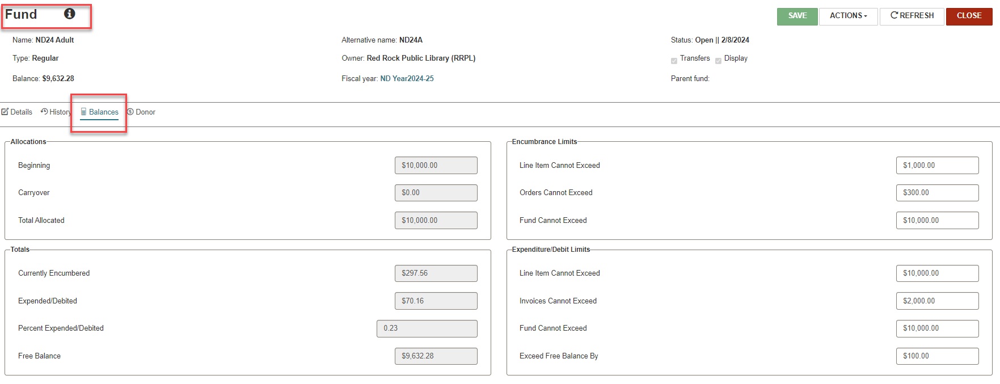 Fund
SAVE ACTIONS REFRESH CLOSE
Name: ND24 Adult Alternative name: ND24A Status: Open || 2/8/2024
Type: Regular Owner: Red Rock Public Library (RRPL) Transfers Display
Balance: $9,632.28 Fiscal year: ND Year2024-25 Parent fund:
Details History Balances Donor
Allocations
Beginning $10,000.00
Carryover $0.00
Total Allocated $10,000.00
Encumbrance Limits
Line Item Cannot Exceed $1,000.00
Orders Cannot Exceed $300.00
Fund Cannot Exceed $10,000.00
Totals
Currently Encumbered $297.56
Expended/Debited $70.16
Percent Expended/Debited 0.23
Free Balance $9,632.28
Expenditure/Debit Limits
Line Item Cannot Exceed $10,000.00
Invoices Cannot Exceed $2,000.00
Fund Cannot Exceed $10,000.00
Exceed Free Balance By $100.00